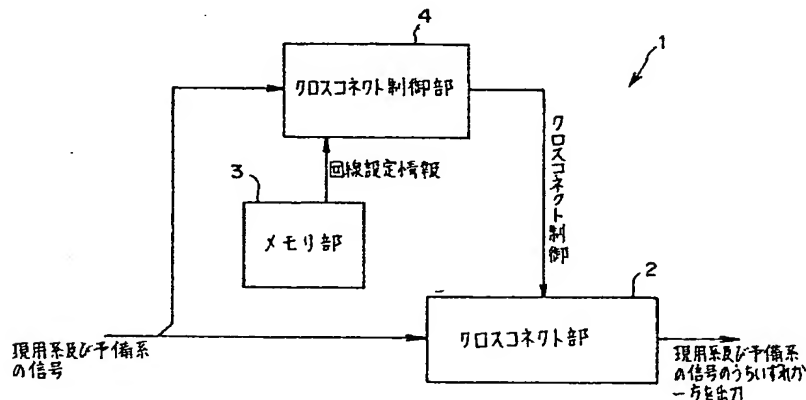 4
1
クロスコネクト制御部
クロスコネクト制御
回線設定情報
3
メモリ部
2
クロスコネクト部
現用系及び予備系
の信号
現用系及び予備系
の信号のうちいずれか
一方を出力